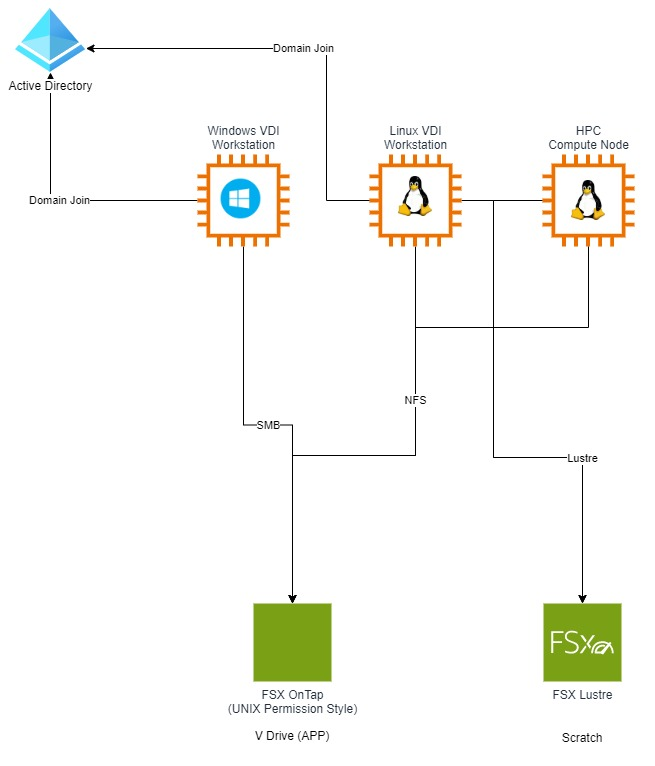 Domain Join
Active Directory
Windows VDI
Workstation
Linux VDI
Workstation
HPC
Compute Node
Domain Join
NFS
SMB
Lustre
FSx
FSX OnTap
(UNIX Permission Style)
FSX Lustre
V Drive (APP)
Scratch